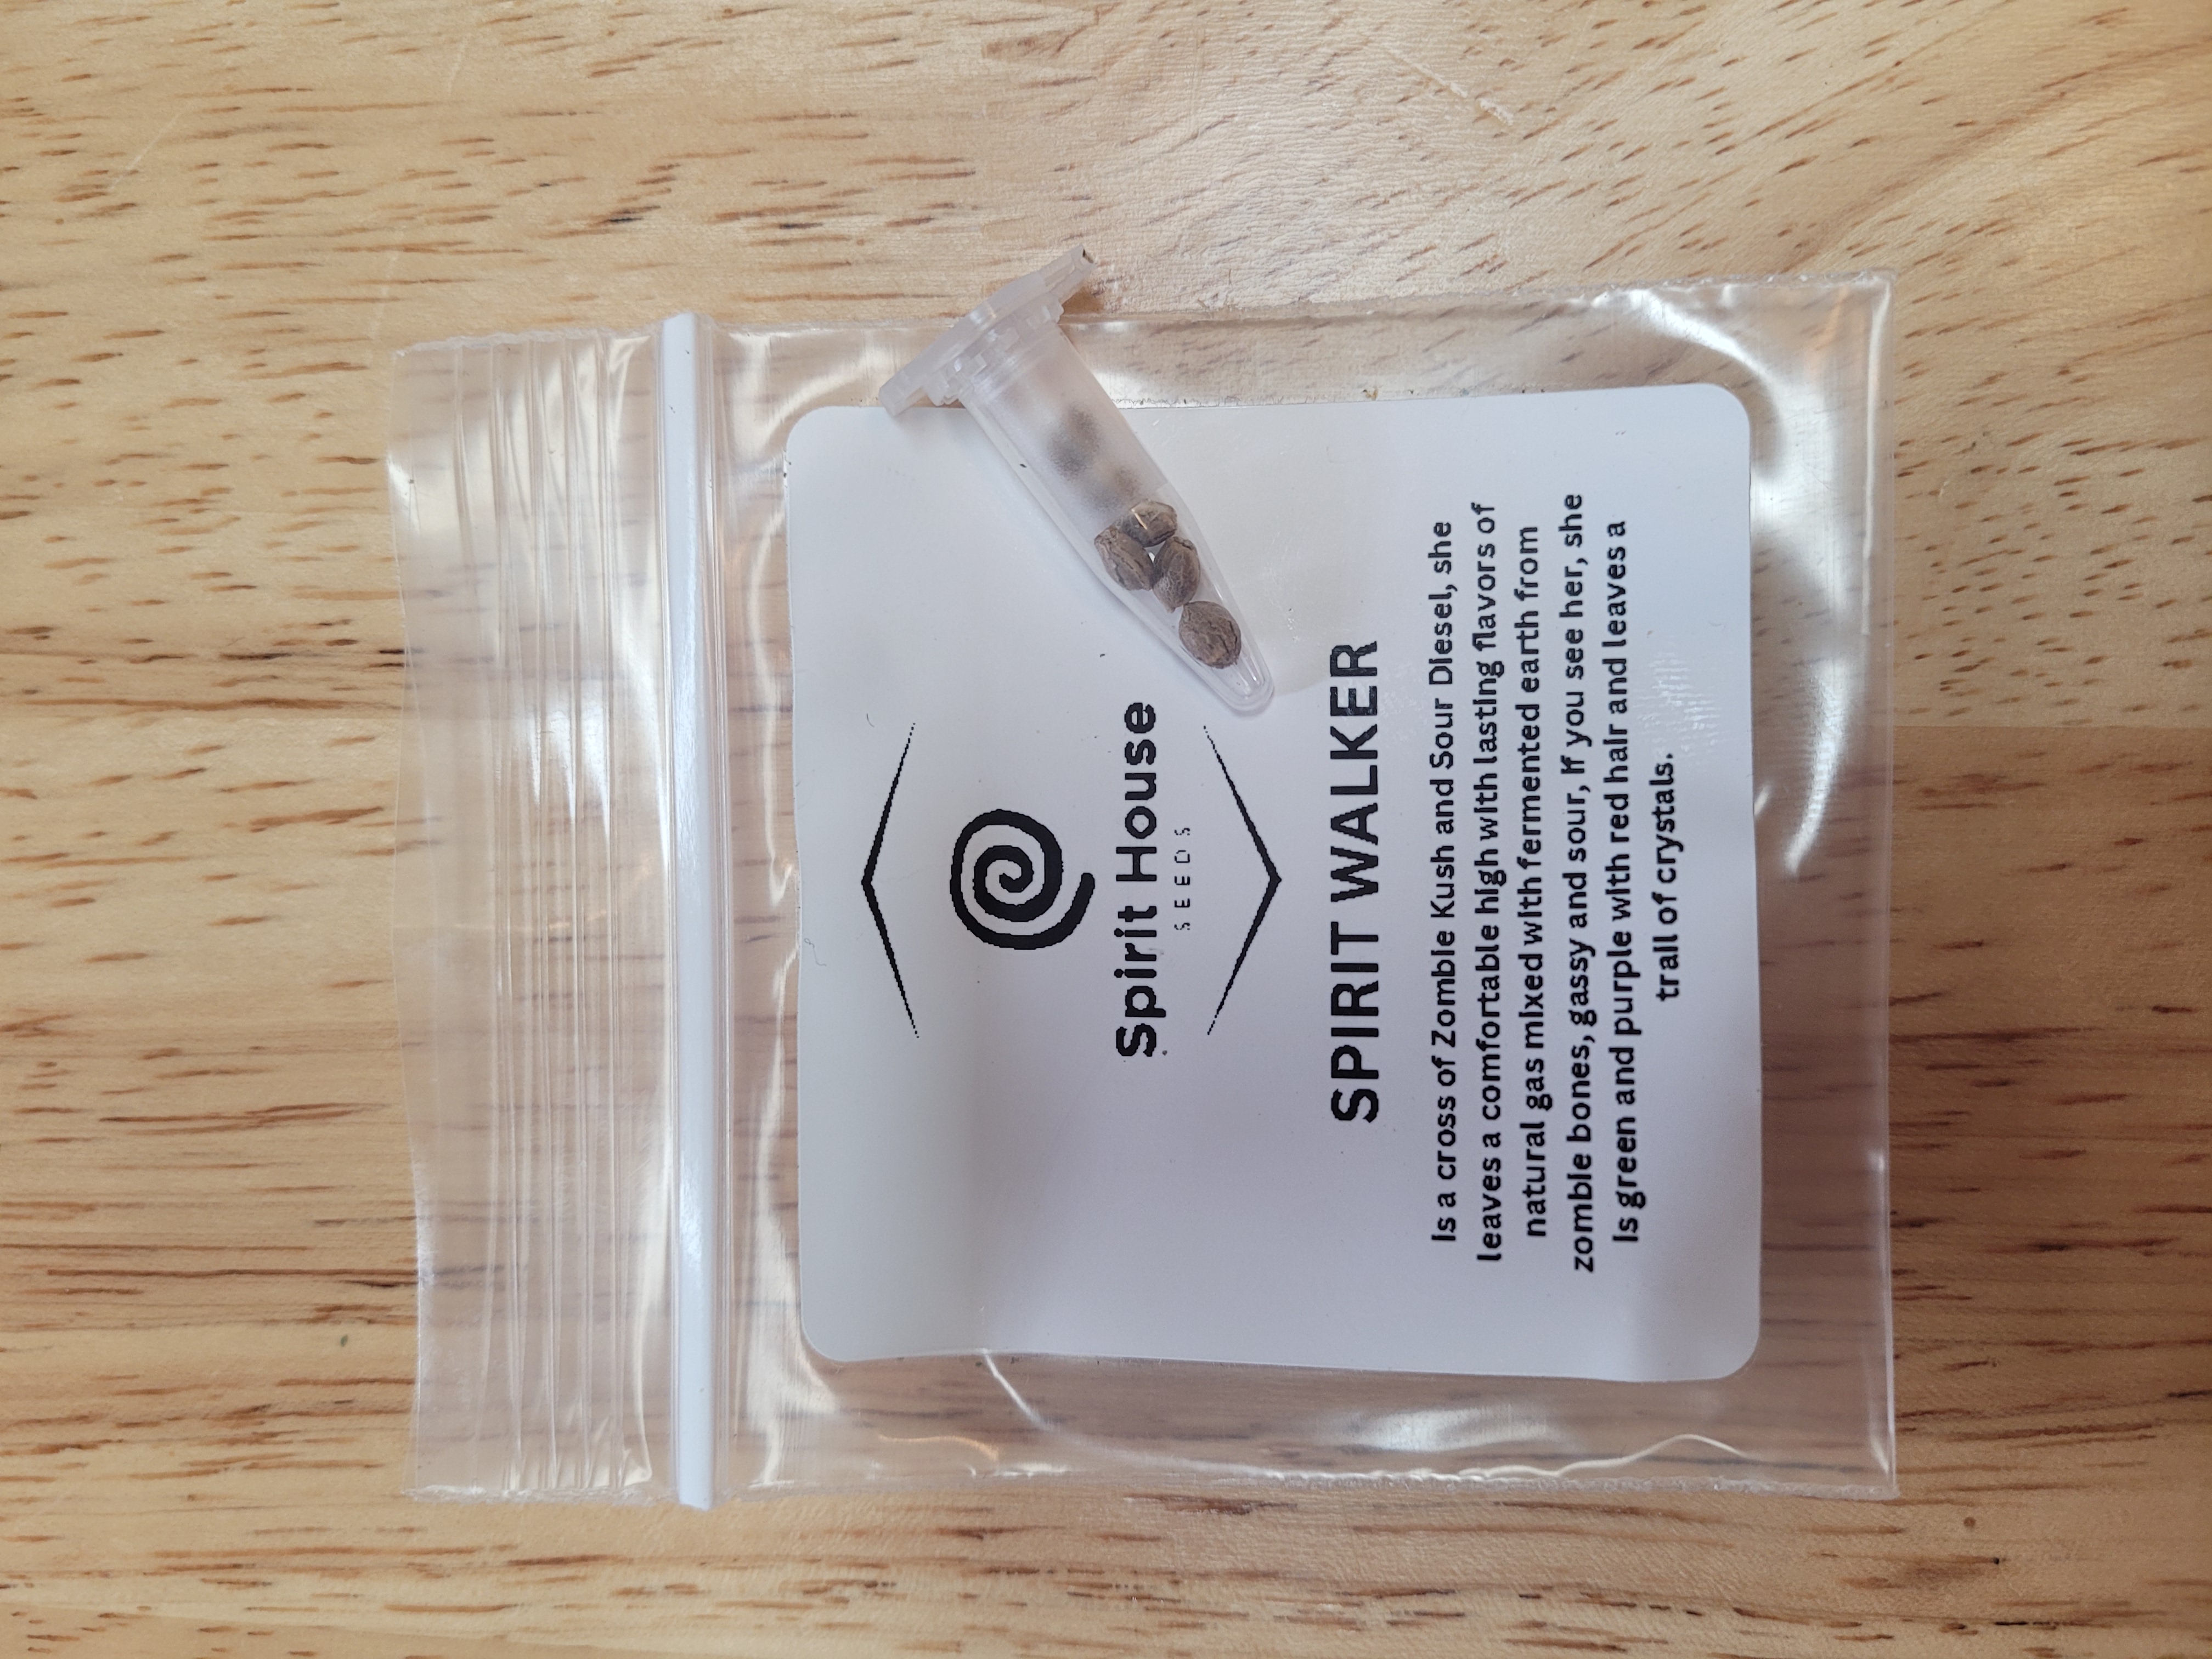 Spirit House
SEEDS
SPIRIT WALKER
Is a cross of Zombie Kush and Sour Diesel, she
leaves a comfortable high with lasting flavors of
natural gas mixed with fermented earth from
zombie bones, gassy and sour, If you see her, she
Is green and purple with red hair and leaves a
trail of crystals.